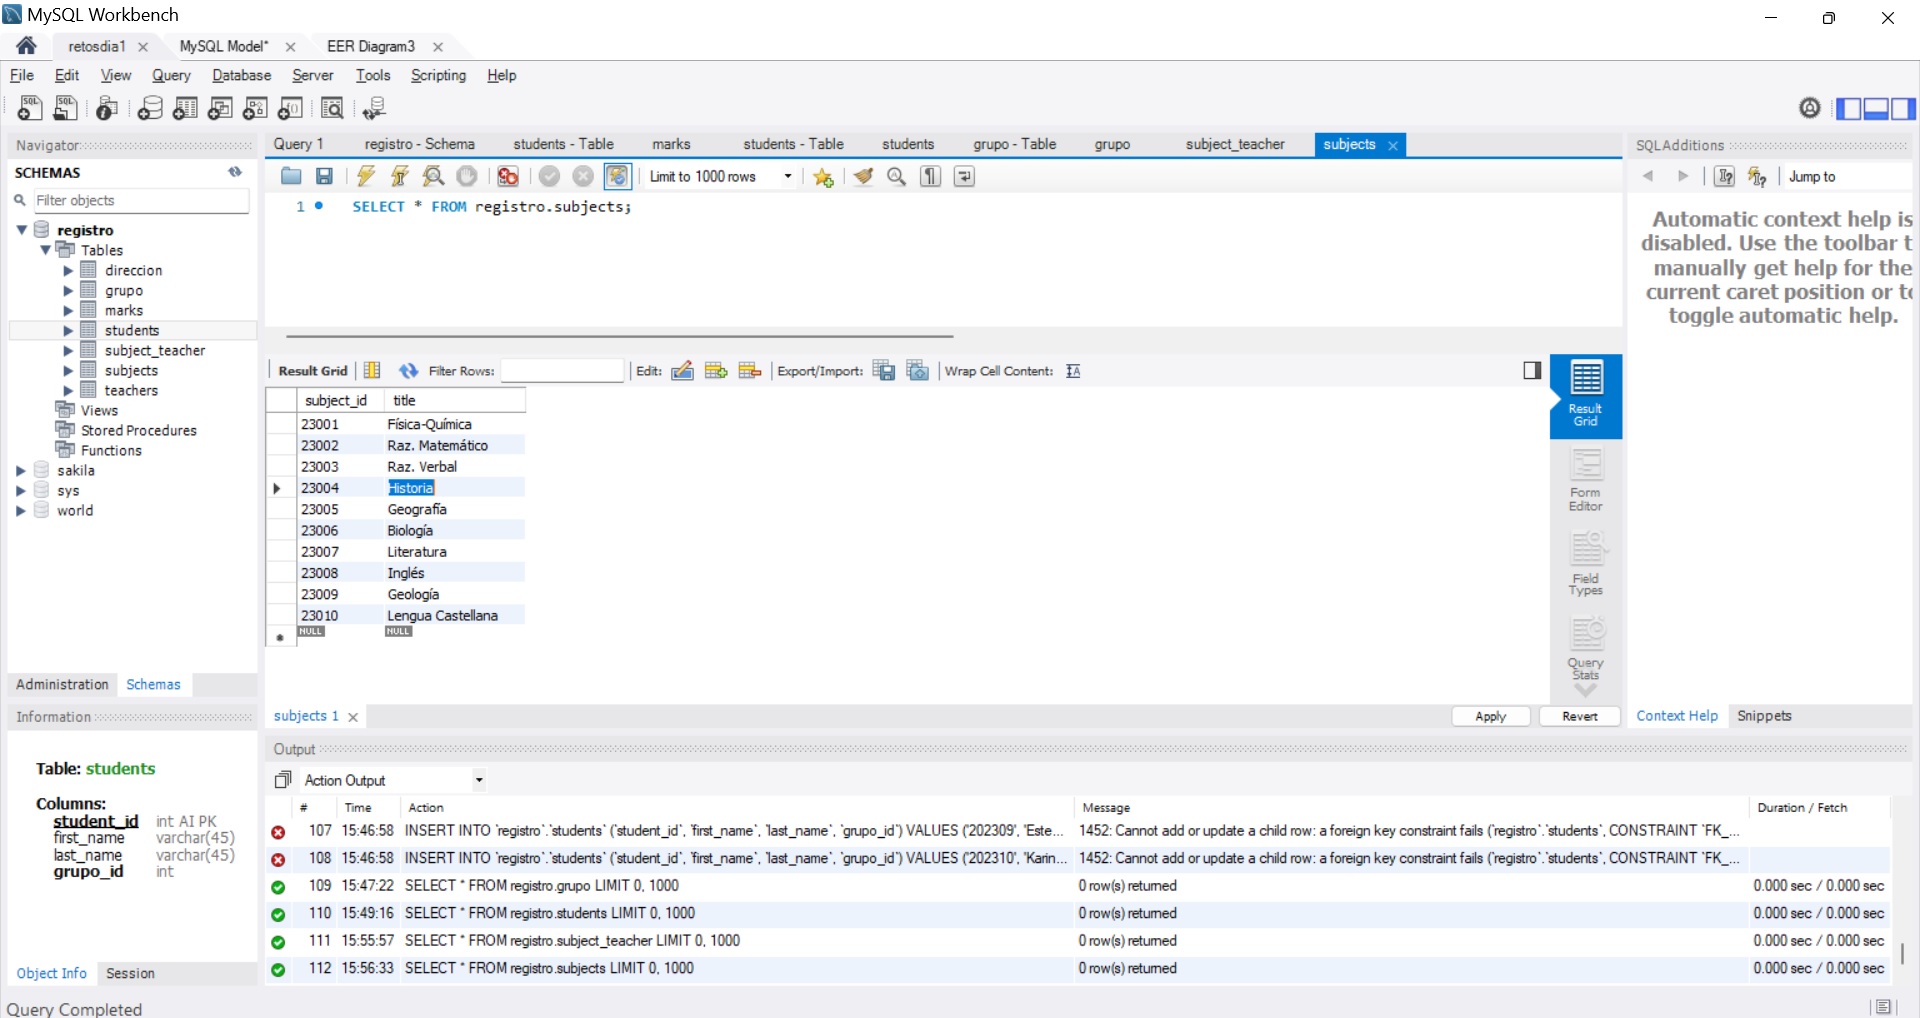 MySQL Workbench
retosdia1
MySQL Model*
EER Diagram3
File Edit View Query Database Server Tools Scripting Help
Navigator
SCHEMAS
Filter objects
registro
Tables
direccion
grupo
marks
students
subject_teacher
subjects
teachers
Views
Stored Procedures
Functions
sakila
sys
world
Administration Schemas
Information
Table: students
Columns:
student_id int AI PK
first_name varchar(45)
last_name varchar(45)
grupo_id int
Object Info Session
Query 1 registro - Schema students - Table marks students - Table students grupo - Table grupo subject_teacher subjects
Limit to 1000 rows
1 SELECT * FROM registro.subjects;
Result Grid Filter Rows: Edit: Export/Import: Wrap Cell Content:
subject_id title
23001 Física-Química
23002 Raz. Matemático
23003 Raz. Verbal
23004 Historia
23005 Geografía
23006 Biología
23007 Literatura
23008 Inglés
23009 Geología
23010 Lengua Castellana
NULL NULL
Result Grid
Form Editor
Field Types
Query Stats
subjects 1
Apply Revert
SQLAdditions
Jump to
Automatic context help is
disabled. Use the toolbar t
manually get help for the
current caret position or to
toggle automatic help.
Context Help Snippets
Output
Action Output
# Time Action Message Duration / Fetch
107 15:46:58 INSERT INTO `registro`.`students` (`student_id`, `first_name`, `last_name`, `grupo_id`) VALUES ('202309', 'Este... 1452: Cannot add or update a child row: a foreign key constraint fails (`registro`.`students`, CONSTRAINT `FK_...
108 15:46:58 INSERT INTO `registro`.`students` (`student_id`, `first_name`, `last_name`, `grupo_id`) VALUES ('202310', 'Karin... 1452: Cannot add or update a child row: a foreign key constraint fails (`registro`.`students`, CONSTRAINT `FK_...
109 15:47:22 SELECT * FROM registro.grupo LIMIT 0, 1000 0 row(s) returned 0.000 sec / 0.000 sec
110 15:49:16 SELECT * FROM registro.students LIMIT 0, 1000 0 row(s) returned 0.000 sec / 0.000 sec
111 15:55:57 SELECT * FROM registro.subject_teacher LIMIT 0, 1000 0 row(s) returned 0.000 sec / 0.000 sec
112 15:56:33 SELECT * FROM registro.subjects LIMIT 0, 1000 0 row(s) returned 0.000 sec / 0.000 sec
Query Completed